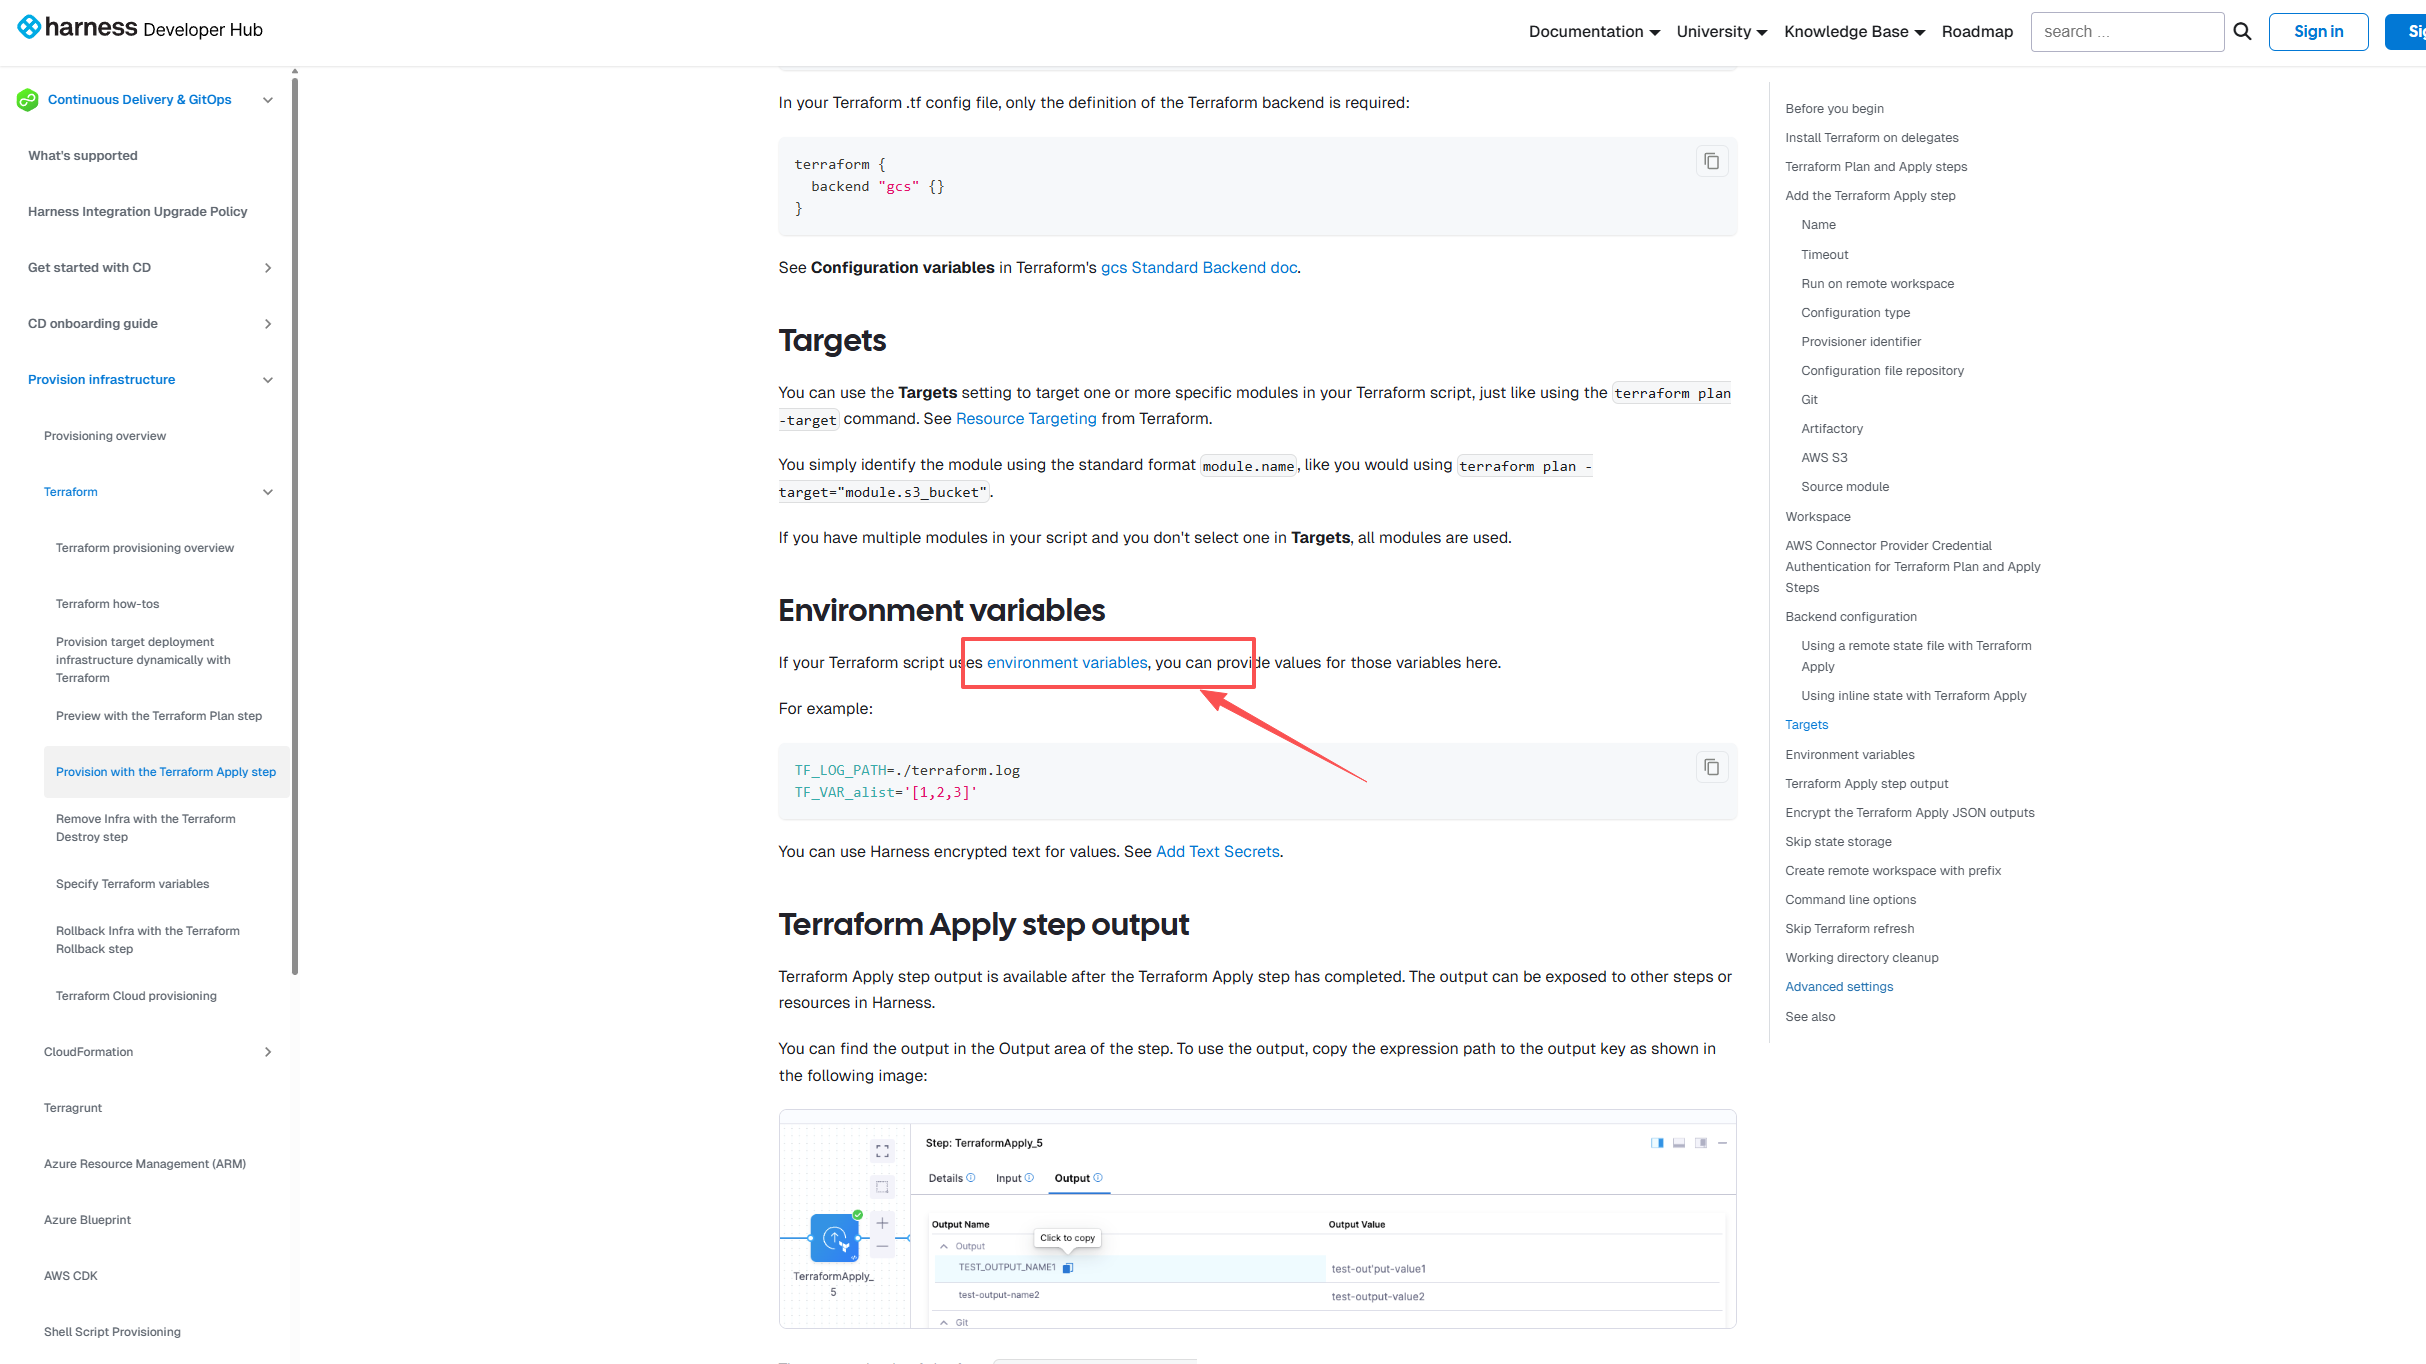 harness Developer Hub
Documentation
University
Knowledge Base
Roadmap
search ...
Sign in
Continuous Delivery & GitOps
What's supported
Harness Integration Upgrade Policy
Get started with CD
CD onboarding guide
Provision infrastructure
Provisioning overview
Terraform
Terraform provisioning overview
Terraform how-tos
Provision target deployment
infrastructure dynamically with
Terraform
Preview with the Terraform Plan step
Provision with the Terraform Apply step
Remove Infra with the Terraform
Destroy step
Specify Terraform variables
Rollback Infra with the Terraform
Rollback step
Terraform Cloud provisioning
CloudFormation
Terragrunt
Azure Resource Management (ARM)
Azure Blueprint
AWS CDK
Shell Script Provisioning
In your Terraform .tf config file, only the definition of the Terraform backend is required:
terraform {
  backend "gcs" {}
}
See Configuration variables in Terraform's gcs Standard Backend doc.
Targets
You can use the Targets setting to target one or more specific modules in your Terraform script, just like using the terraform plan
-target command. See Resource Targeting from Terraform.
You simply identify the module using the standard format module.name, like you would using terraform plan -
target="module.s3_bucket".
If you have multiple modules in your script and you don't select one in Targets, all modules are used.
Environment variables
If your Terraform script uses environment variables, you can provide values for those variables here.
For example:
TF_LOG_PATH=./terraform.log
TF_VAR_alist='[1,2,3]'
You can use Harness encrypted text for values. See Add Text Secrets.
Terraform Apply step output
Terraform Apply step output is available after the Terraform Apply step has completed. The output can be exposed to other steps or
resources in Harness.
You can find the output in the Output area of the step. To use the output, copy the expression path to the output key as shown in
the following image:
Step: TerraformApply_5
Details
Input
Output
Output Name
Output Value
Click to copy
Output
TEST_OUTPUT_NAME1
test-out'put-value1
test-output-name2
test-output-value2
Git
TerraformApply_
5
Before you begin
Install Terraform on delegates
Terraform Plan and Apply steps
Add the Terraform Apply step
Name
Timeout
Run on remote workspace
Configuration type
Provisioner identifier
Configuration file repository
Git
Artifactory
AWS S3
Source module
Workspace
AWS Connector Provider Credential
Authentication for Terraform Plan and Apply
Steps
Backend configuration
Using a remote state file with Terraform
Apply
Using inline state with Terraform Apply
Targets
Environment variables
Terraform Apply step output
Encrypt the Terraform Apply JSON outputs
Skip state storage
Create remote workspace with prefix
Command line options
Skip Terraform refresh
Working directory cleanup
Advanced settings
See also